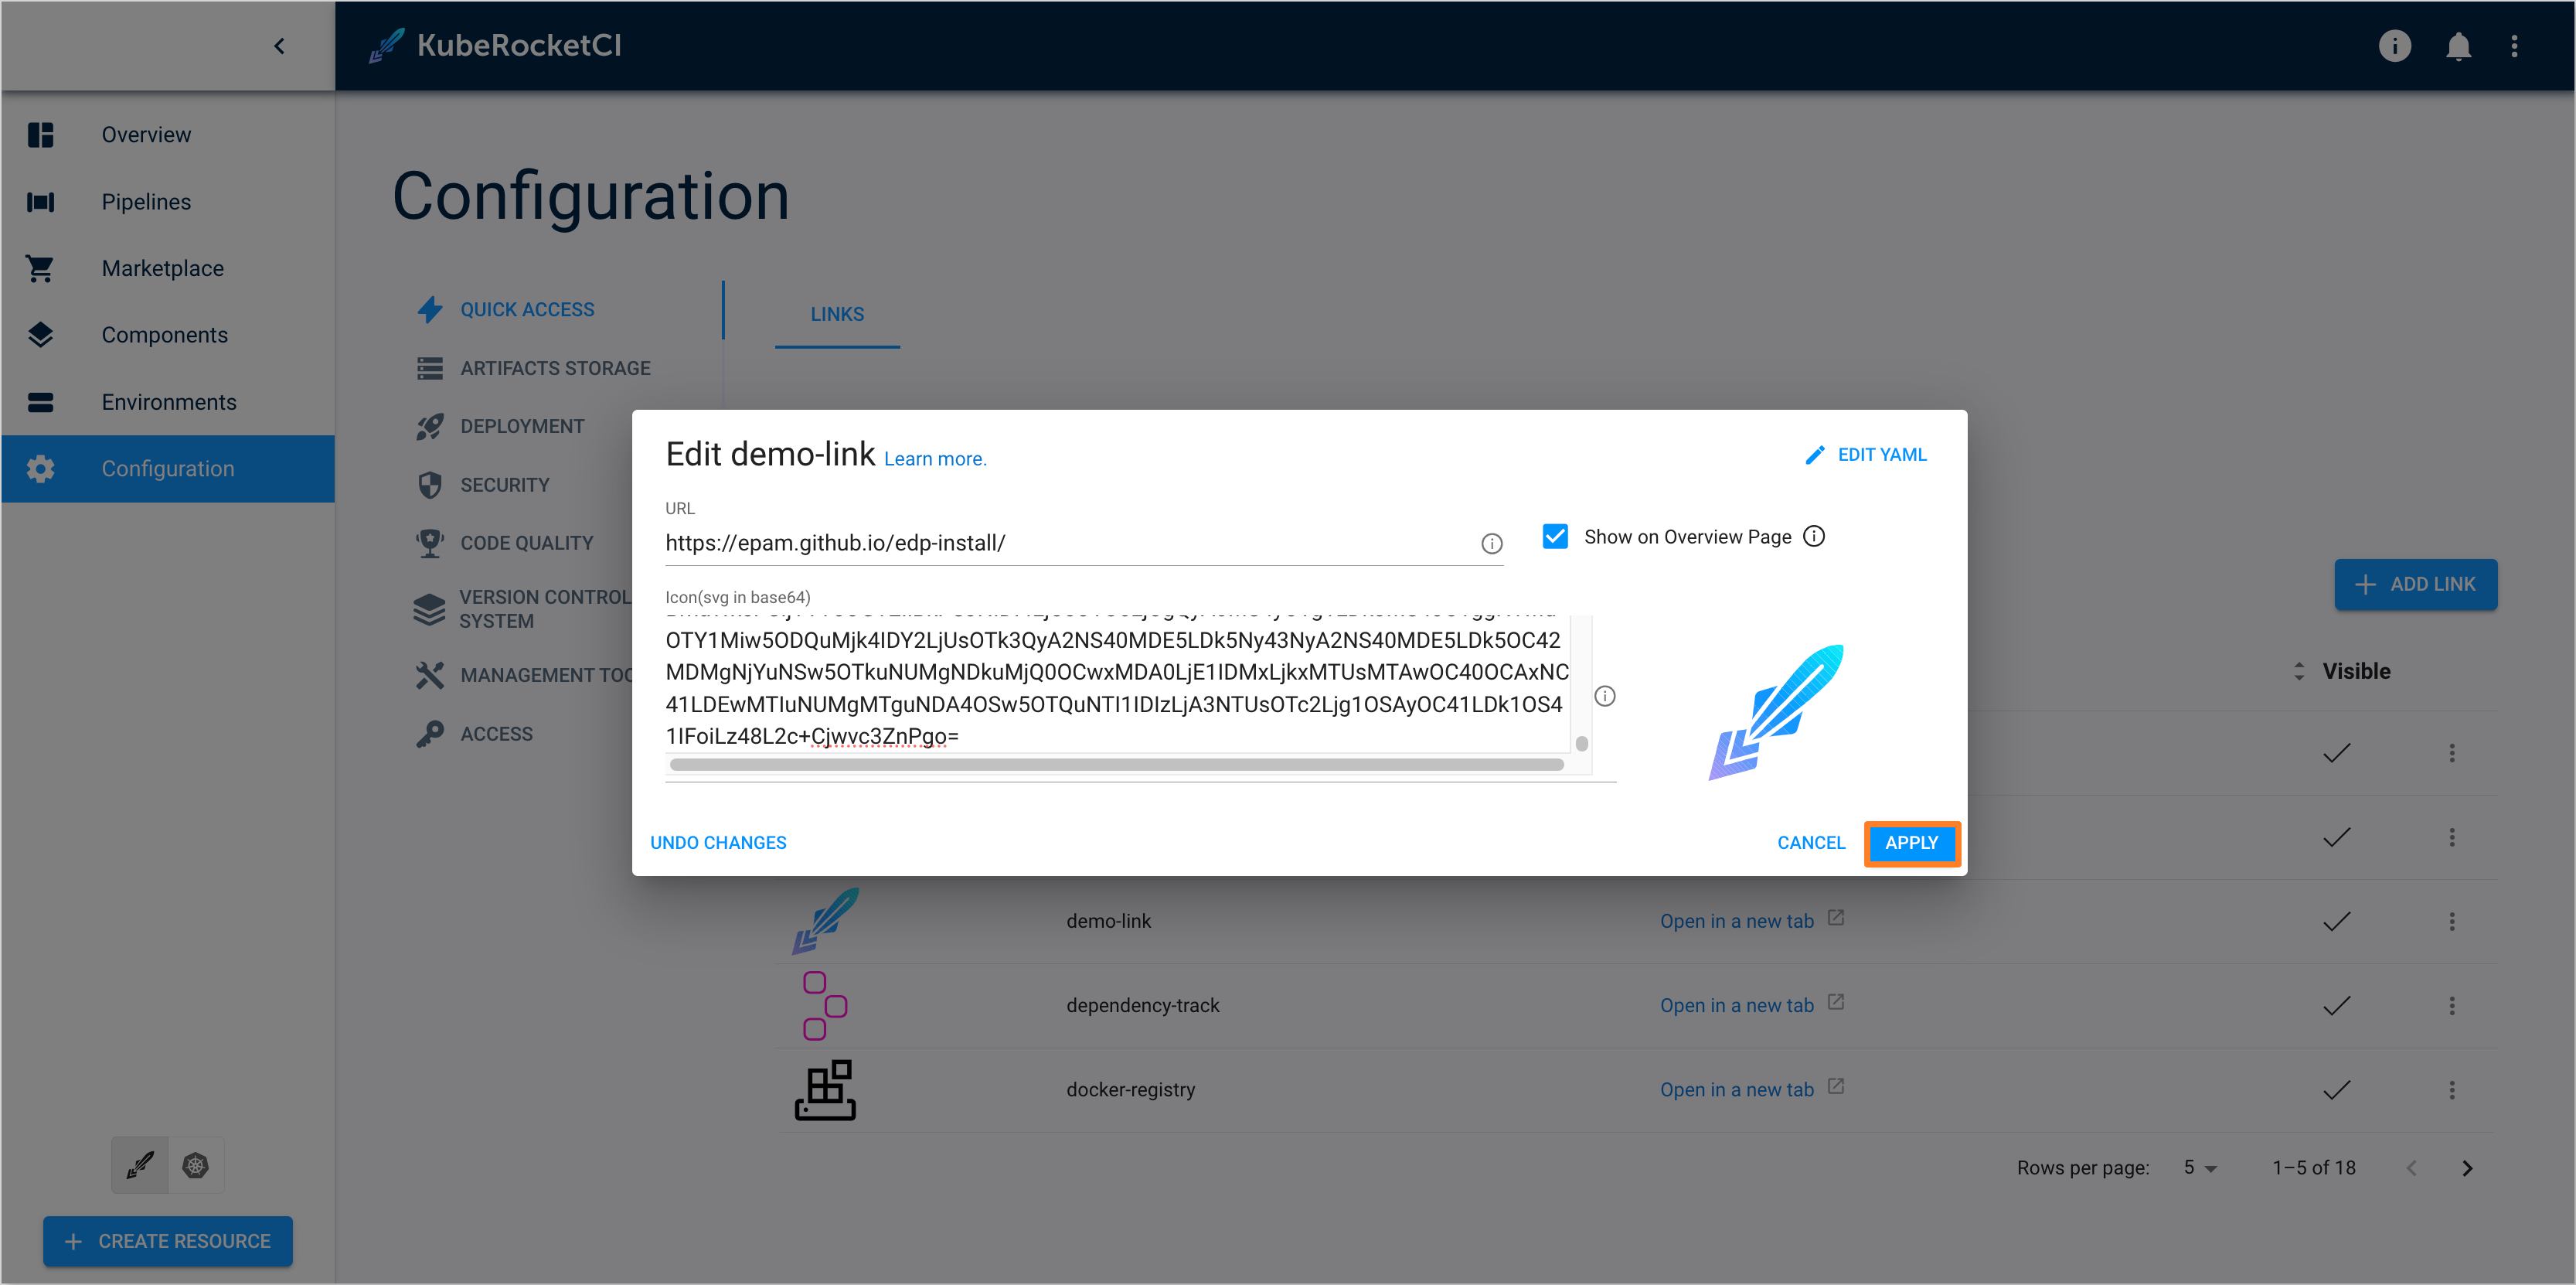 KubeRocketCI
Overview
Pipelines
Marketplace
Components
Environments
Configuration
CREATE RESOURCE
Configuration
QUICK ACCESS
ARTIFACTS STORAGE
DEPLOYMENT
SECURITY
CODE QUALITY
VERSION CONTROL
SYSTEM
MANAGEMENT TOO
ACCESS
LINKS
ADD LINK
Visible
Edit demo-link Learn more.
EDIT YAML
URL
https://epam.github.io/edp-install/
Show on Overview Page
Icon(svg in base64)
OTY1Miw5ODQuMjk4IDY2LjUsOTk3QyA2NS40MDE5LDk5Ny43NyA2NS40MDE5LDk5OC42
MDMgNjYuNSw5OTkuNUMgNDkuMjQ0OCwxMDA0LjE1IDMxLjkxMTUsMTAwOC40OCAxNC
41LDEwMTIuNUMgMTguNDA4OSw5OTQuNTI1IDIzLjA3NTUsOTc2Ljg1OSAyOC41LDk1OS4
1IFoiLz48L2c+Cjwvc3ZnPgo=
UNDO CHANGES
CANCEL
APPLY
demo-link
Open in a new tab
dependency-track
Open in a new tab
docker-registry
Open in a new tab
Rows per page:
5
1–5 of 18